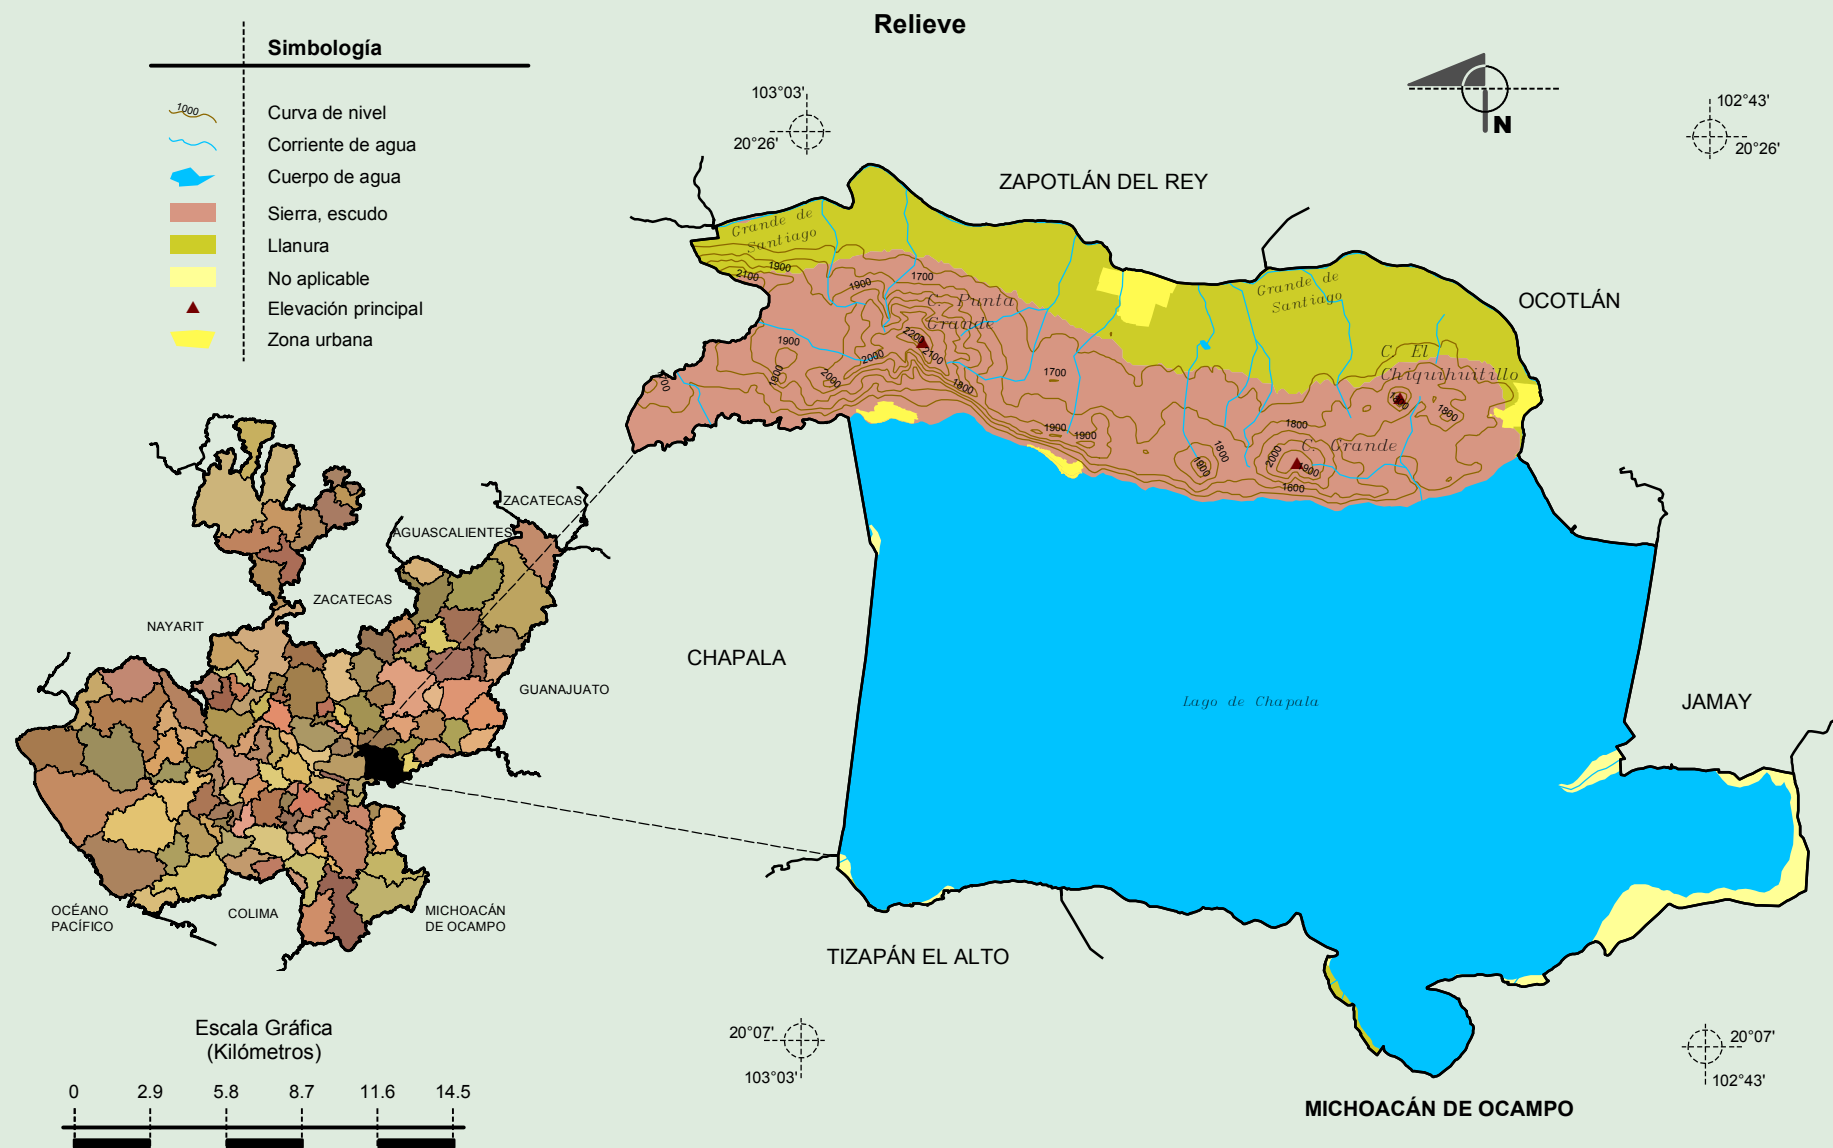 Relieve
Simbología
1000
Curva de nivel
Corriente de agua
Cuerpo de agua
Sierra, escudo
Llanura
No aplicable
Elevación principal
Zona urbana
103°03'
20°26'
N
102°43'
20°26'
ZAPOTLÁN DEL REY
OCOTLÁN
Grande de
Santiago
2100
1900
1900
1700
C. Punta
Grande
2200
2100
2000
1900
1800
2000
1800
1700
1700
Grande de
Santiago
C. El
Chiquihuitillo
1800
1800
C. Grande
1900
1900
1900
1800
2000
1900
1600
CHAPALA
Lago de Chapala
JAMAY
TIZAPÁN EL ALTO
MICHOACÁN DE OCAMPO
ZACATECAS
AGUASCALIENTES
ZACATECAS
NAYARIT
GUANAJUATO
OCÉANO
PACÍFICO
COLIMA
MICHOACÁN
DE OCAMPO
20°07'
103°03'
20°07'
102°43'
Escala Gráfica
(Kilómetros)
0 2.9 5.8 8.7 11.6 14.5